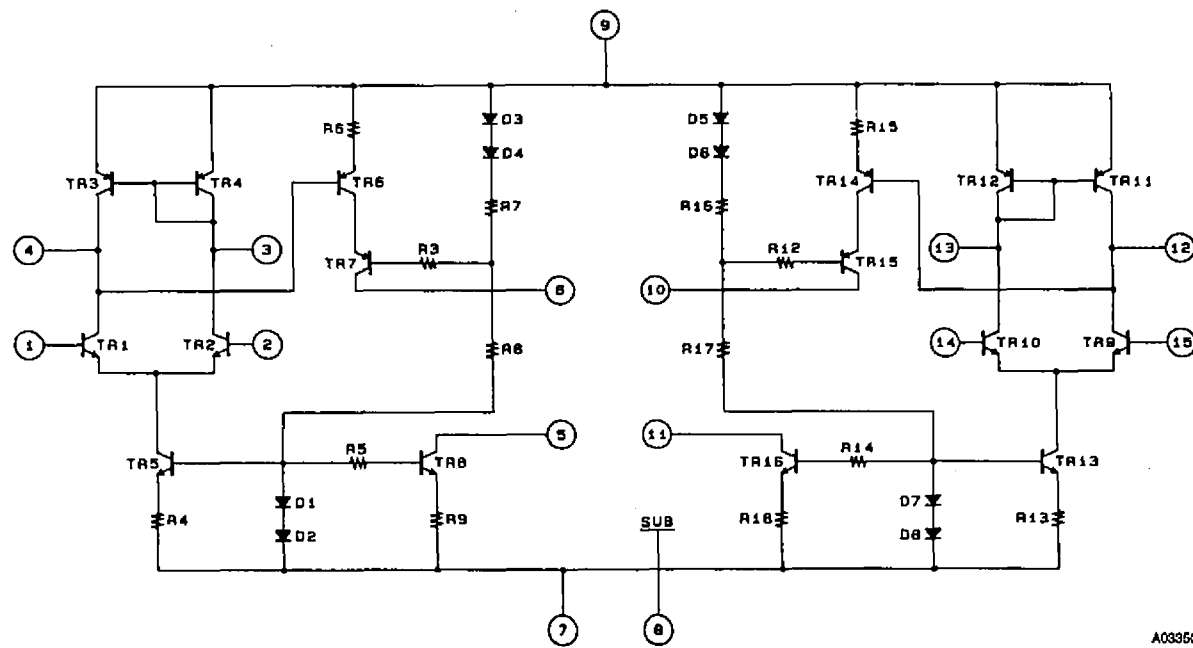 9
R6 D3 D5 R15
D4 D6
TR3 TR4 TR6 TR14 TR12 TR11
R7 R16
4 3 R3 R12 13 12
TR7 TR15
6 10
1 TR1 TR2 2 R8 R17 14 TR10 TR9 15
5 11
R5 R14
TR5 TR8 TR16 TR13
D1 D7
R4 R9 SUB R18 R13
D2 D8
7 8